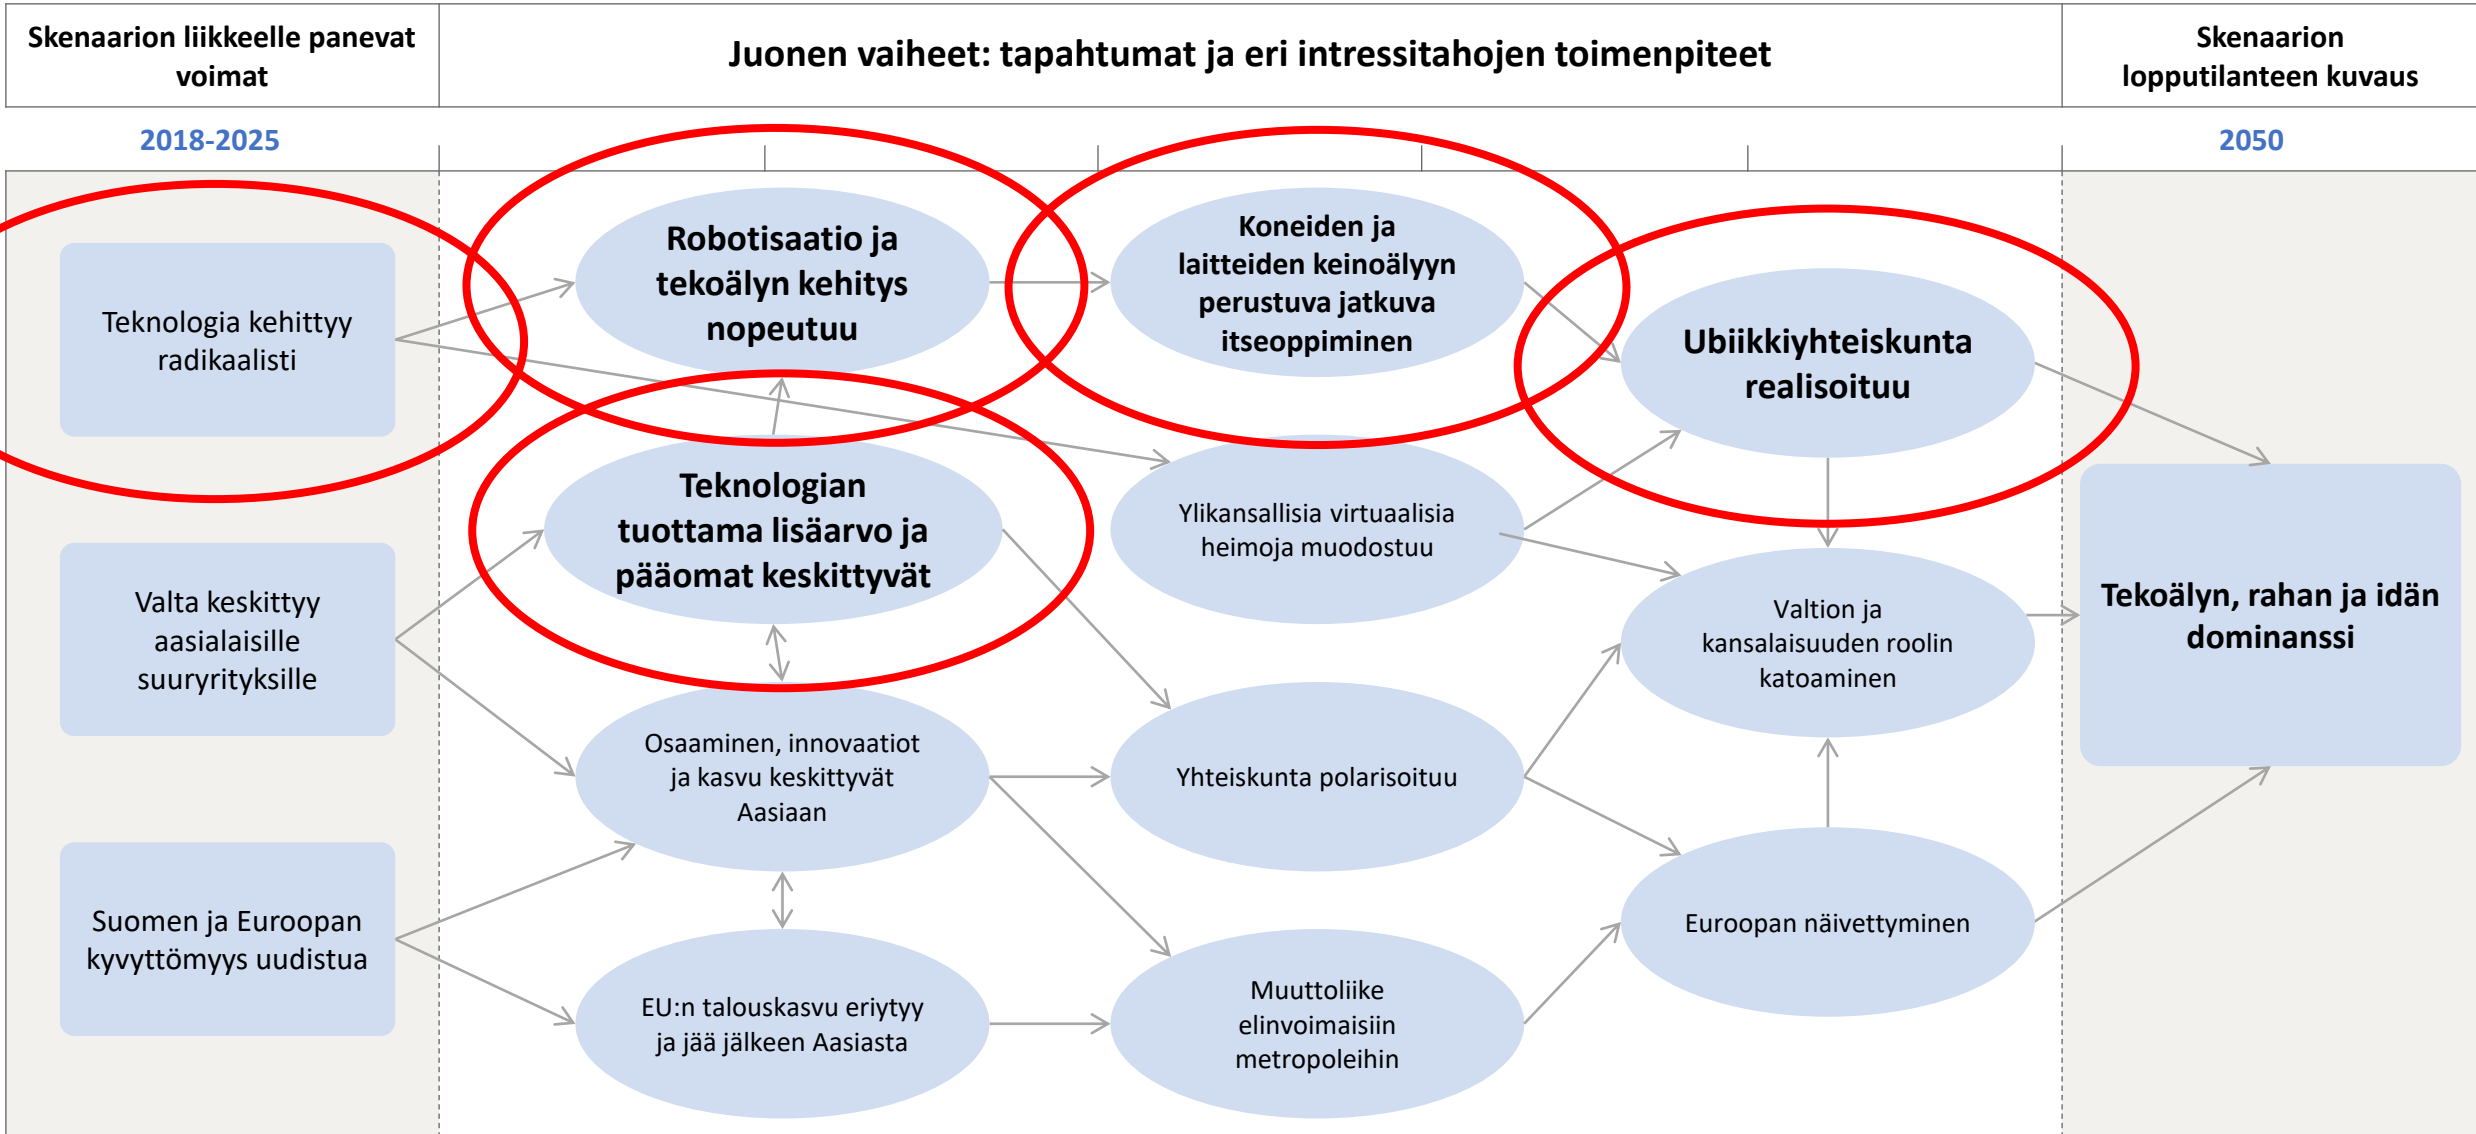 Skenaarion liikkeelle panevat
voimat
Juonen vaiheet: tapahtumat ja eri intressitahojen toimenpiteet
Skenaarion
lopputilanteen kuvaus
2018-2025
2050
Teknologia kehittyy
radikaalisti
Valta keskittyy
aasialaisille
suuryrityksille
Suomen ja Euroopan
kyvyttömyys uudistua
Robotisaatio ja
tekoälyn kehitys
nopeutuu
Teknologian
tuottama lisäarvo ja
pääomat keskittyvät
Osaaminen, innovaatiot
ja kasvu keskittyvät
Aasiaan
EU:n talouskasvu eriytyy
ja jää jälkeen Aasiasta
Koneiden ja
laitteiden keinoälyyn
perustuva jatkuva
itseoppiminen
Ylikansallisia virtuaalisia
heimoja muodostuu
Yhteiskunta polarisoituu
Muuttoliike
elinvoimaisiin
metropoleihin
Ubiikkiyhteiskunta
realisoituu
Valtion ja
kansalaisuuden roolin
katoaminen
Euroopan näivettyminen
Tekoälyn, rahan ja idän
dominanssi